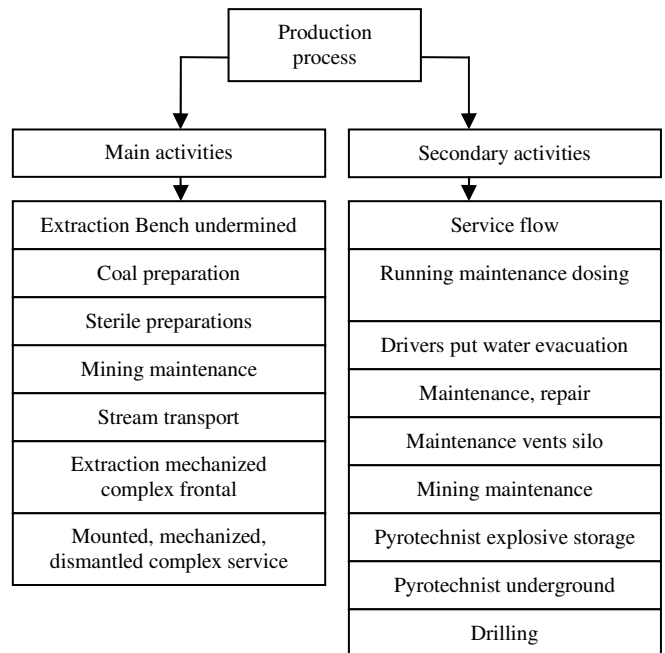 Production
process
Main activities
Extraction Bench undermined
Coal preparation
Sterile preparations
Mining maintenance
Stream transport
Extraction mechanized
complex frontal
Mounted, mechanized,
dismantled complex service
Secondary activities
Service flow
Running maintenance dosing
Drivers put water evacuation
Maintenance, repair
Maintenance vents silo
Mining maintenance
Pyrotechnist explosive storage
Pyrotechnist underground
Drilling